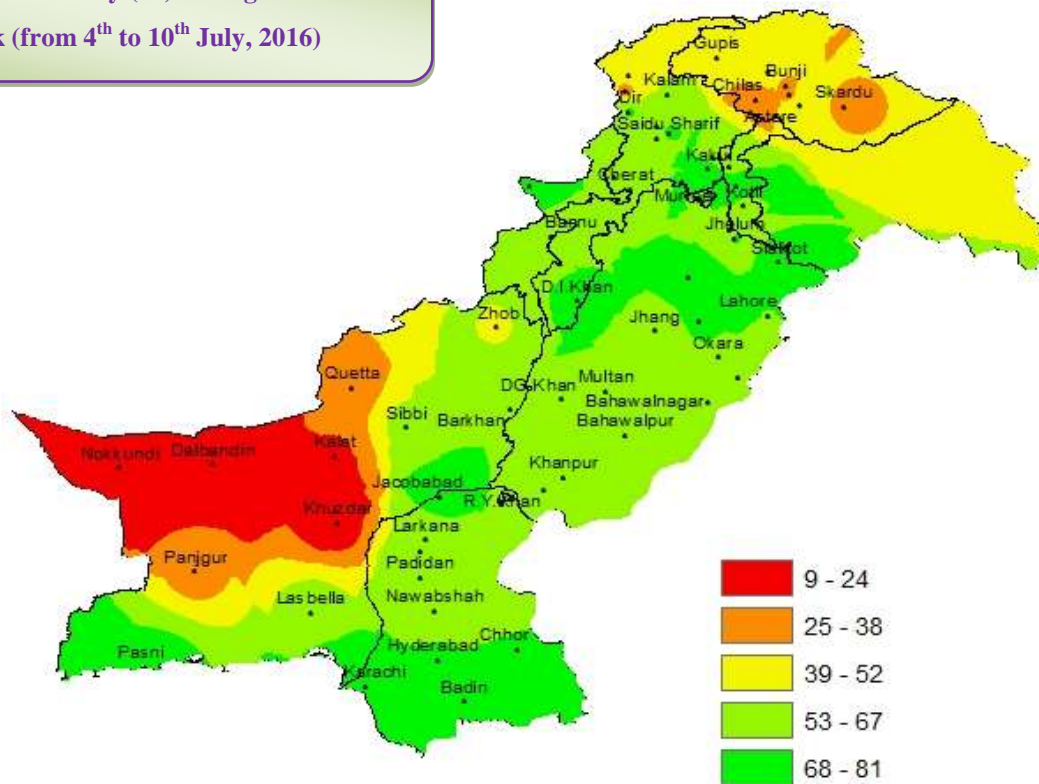 k (from 4th to 10th July, 2016)
Gupis
Bunji
Kalam
Chilas
Skardu
Dir
Astore
Saidu Sharif
Kakul
Cherat
Kotli
Bannu
Jhelum
Sialkot
D.I.Khan
Lahore
Zhob
Jhang
Okara
Quetta
DG Khan
Multan
Bahawalnagar
Sibbi
Barkhan
Bahawalpur
Nokkundi
Dalbandin
Kalat
Khanpur
Jacobabad
R.Y.Khan
Khuzdar
Larkana
Panjgur
Padidan
Lasbella
Nawabshah
Chhor
Hyderabad
Pasni
Karachi
Badin
9 - 24
25 - 38
39 - 52
53 - 67
68 - 81